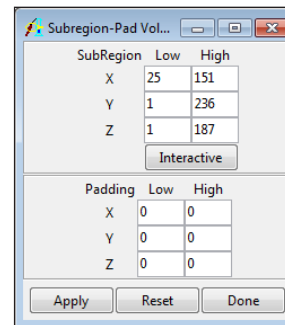 Subregion-Pad Vol...
SubRegion Low High
X 25 151
Y 1 236
Z 1 187
Interactive
Padding Low High
X 0 0
Y 0 0
Z 0 0
Apply Reset Done